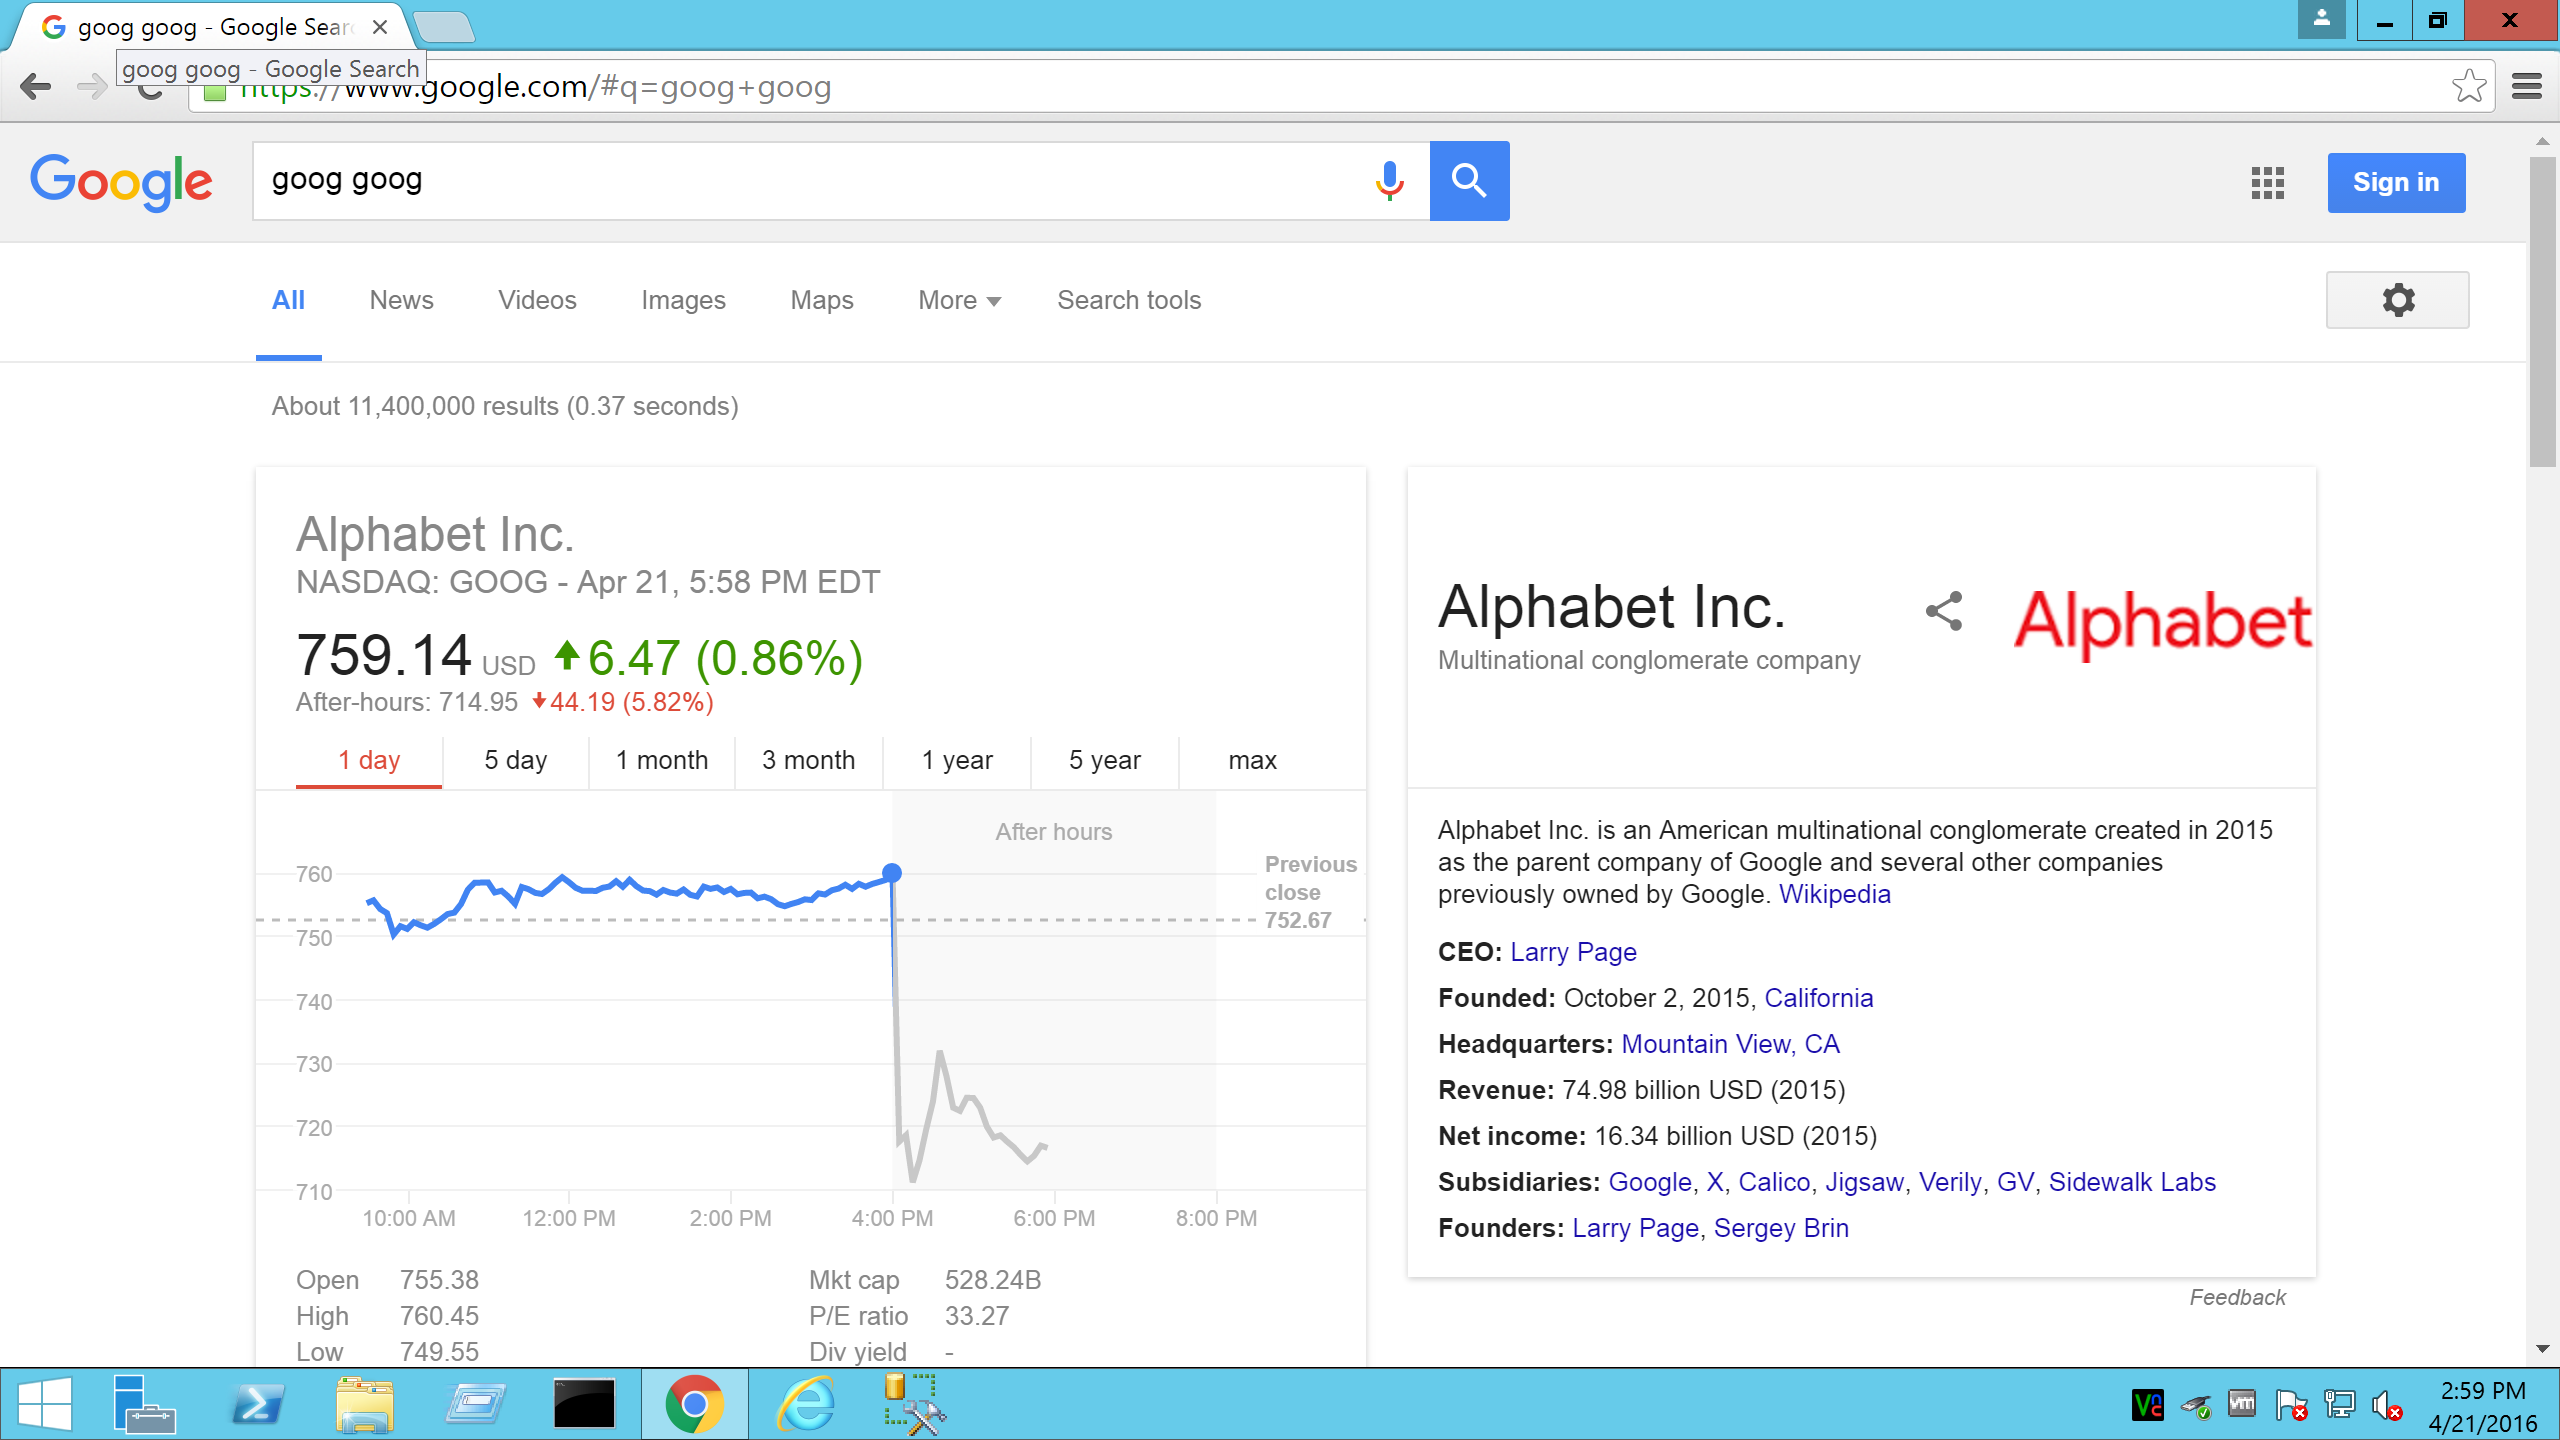 goog goog - Google Sear
goog goog - Google Search
https://www.google.com/#q=goog+goog
Google
goog goog
Sign in
All News Videos Images Maps More Search tools
About 11,400,000 results (0.37 seconds)
Alphabet Inc.
NASDAQ: GOOG - Apr 21, 5:58 PM EDT
759.14 USD 6.47 (0.86%)
After-hours: 714.95 44.19 (5.82%)
1 day 5 day 1 month 3 month 1 year 5 year max
After hours
760
Previous
close
752.67
750
740
730
720
710
10:00 AM 12:00 PM 2:00 PM 4:00 PM 6:00 PM 8:00 PM
Open 755.38 Mkt cap 528.24B
High 760.45 P/E ratio 33.27
Low 749.55 Div yield -
Alphabet Inc.
Multinational conglomerate company
Alphabet
Alphabet Inc. is an American multinational conglomerate created in 2015
as the parent company of Google and several other companies
previously owned by Google. Wikipedia
CEO: Larry Page
Founded: October 2, 2015, California
Headquarters: Mountain View, CA
Revenue: 74.98 billion USD (2015)
Net income: 16.34 billion USD (2015)
Subsidiaries: Google, X, Calico, Jigsaw, Verily, GV, Sidewalk Labs
Founders: Larry Page, Sergey Brin
Feedback
vm
2:59 PM
4/21/2016